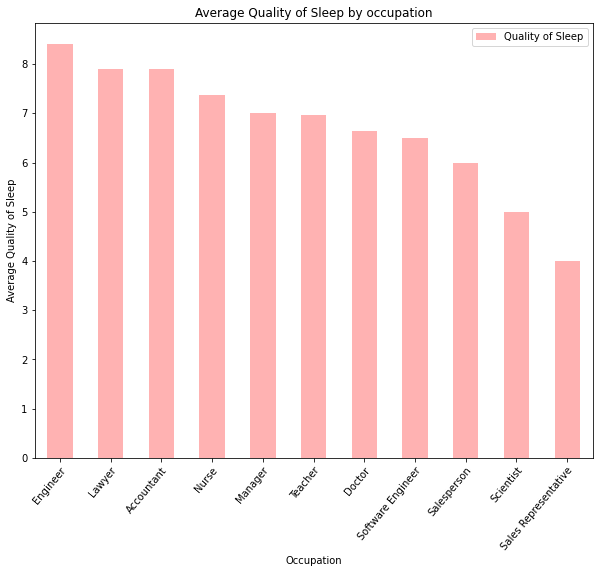 Average Quality of Sleep by occupation
Quality of Sleep
Average Quality of Sleep
8
7
6
5
4
3
2
1
0
Engineer
Lawyer
Accountant
Nurse
Manager
Teacher
Doctor
Software Engineer
Salesperson
Scientist
Sales Representative
Occupation